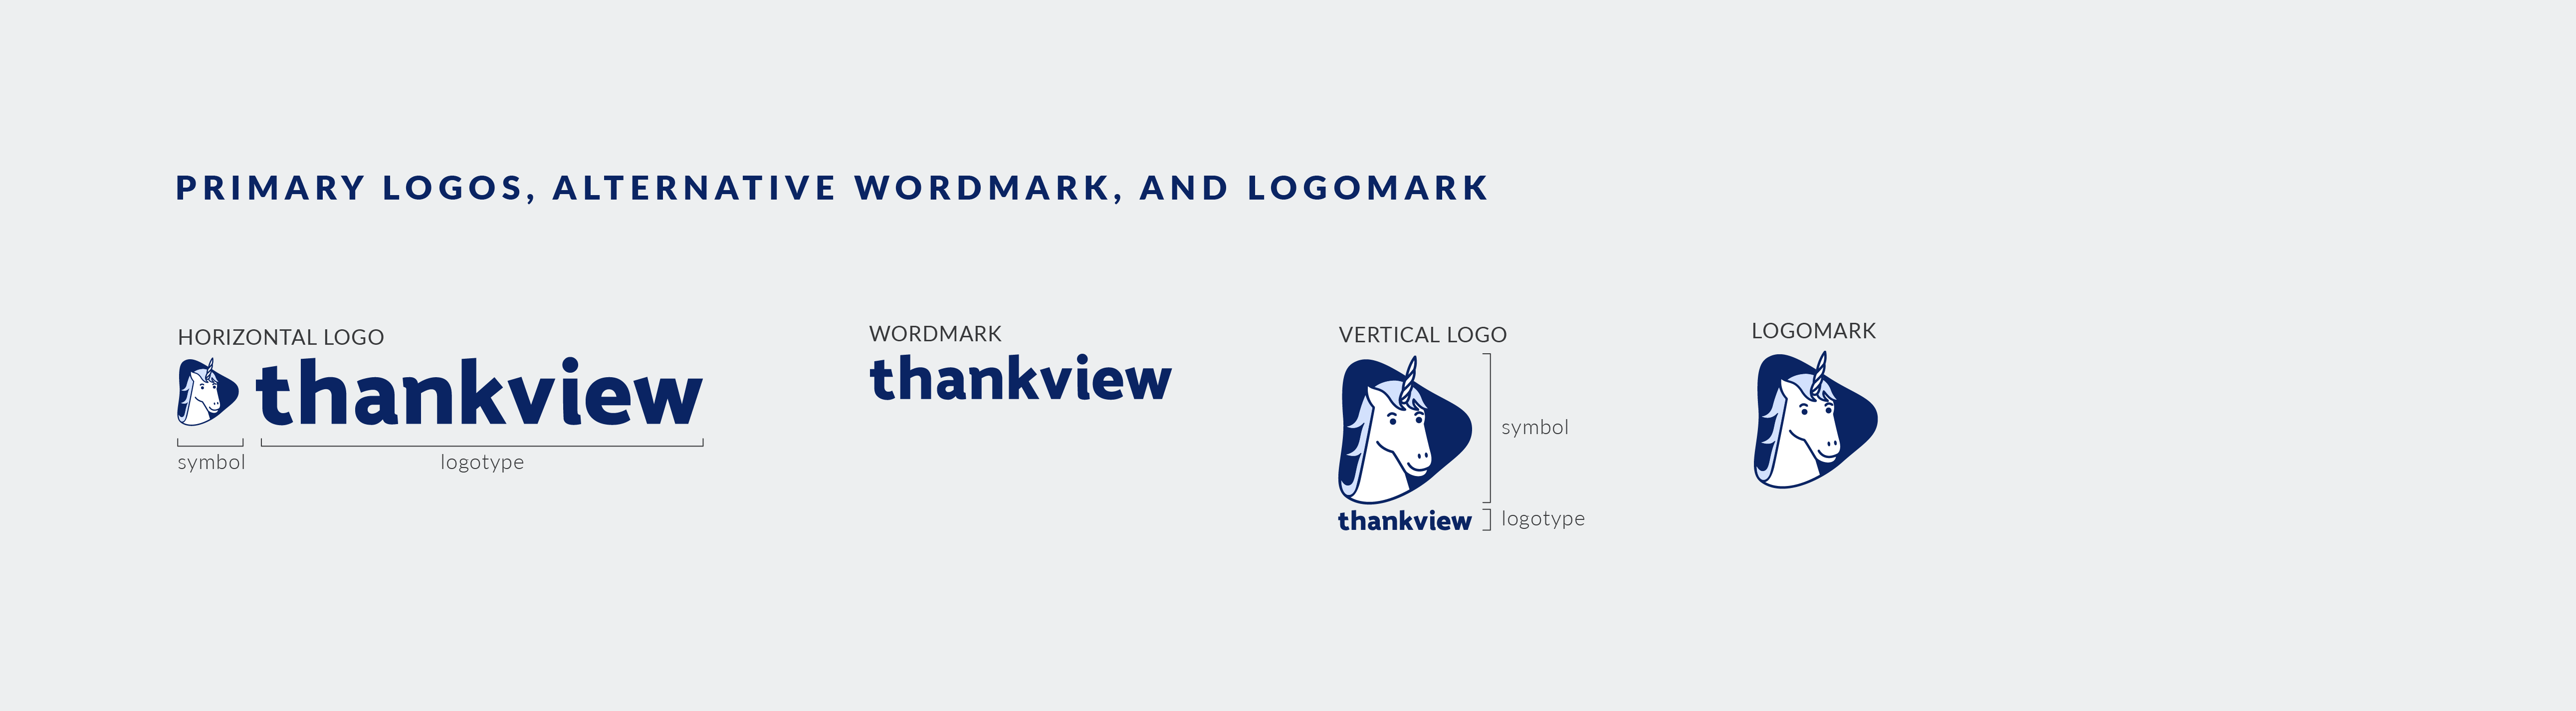 PRIMARY LOGOS, ALTERNATIVE WORDMARK, AND LOGOMARK
HORIZONTAL LOGO
thankview
symbol
logotype
WORDMARK
thankview
VERTICAL LOGO
symbol
thankview
logotype
LOGOMARK